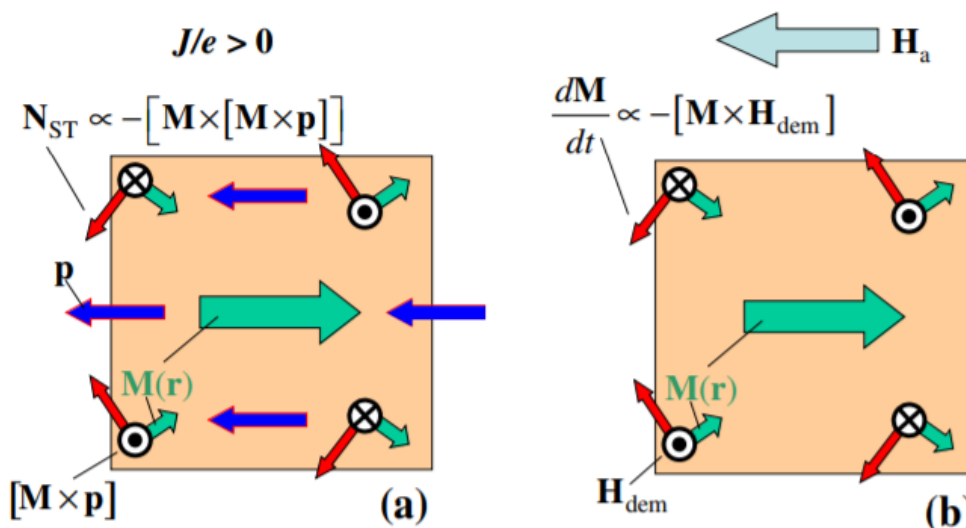 J/e > 0
N_ST ∝ −[M×[M×p]]
p
M(r)
[M×p]
(a)
H_a
dM/dt ∝ −[M×H_dem]
M(r)
H_dem
(b)